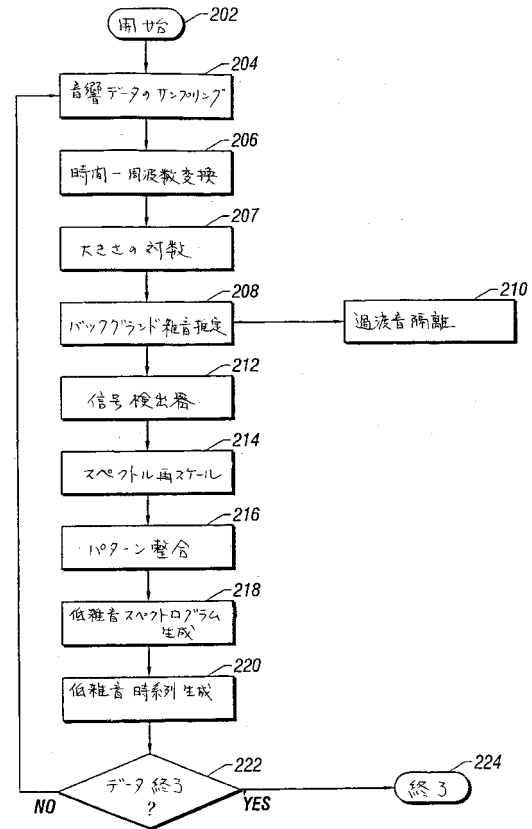 開始
202
204
音響データのサンプリング
206
時間－周波数変換
207
大きさの対数
208
バックグランド雑音推定
210
過渡音隔離
212
信号検出器
214
スペクトル再スケール
216
パターン整合
218
低雑音スペクトログラム
生成
220
低雑音時系列生成
222
データ終了
?
NO
YES
224
終了